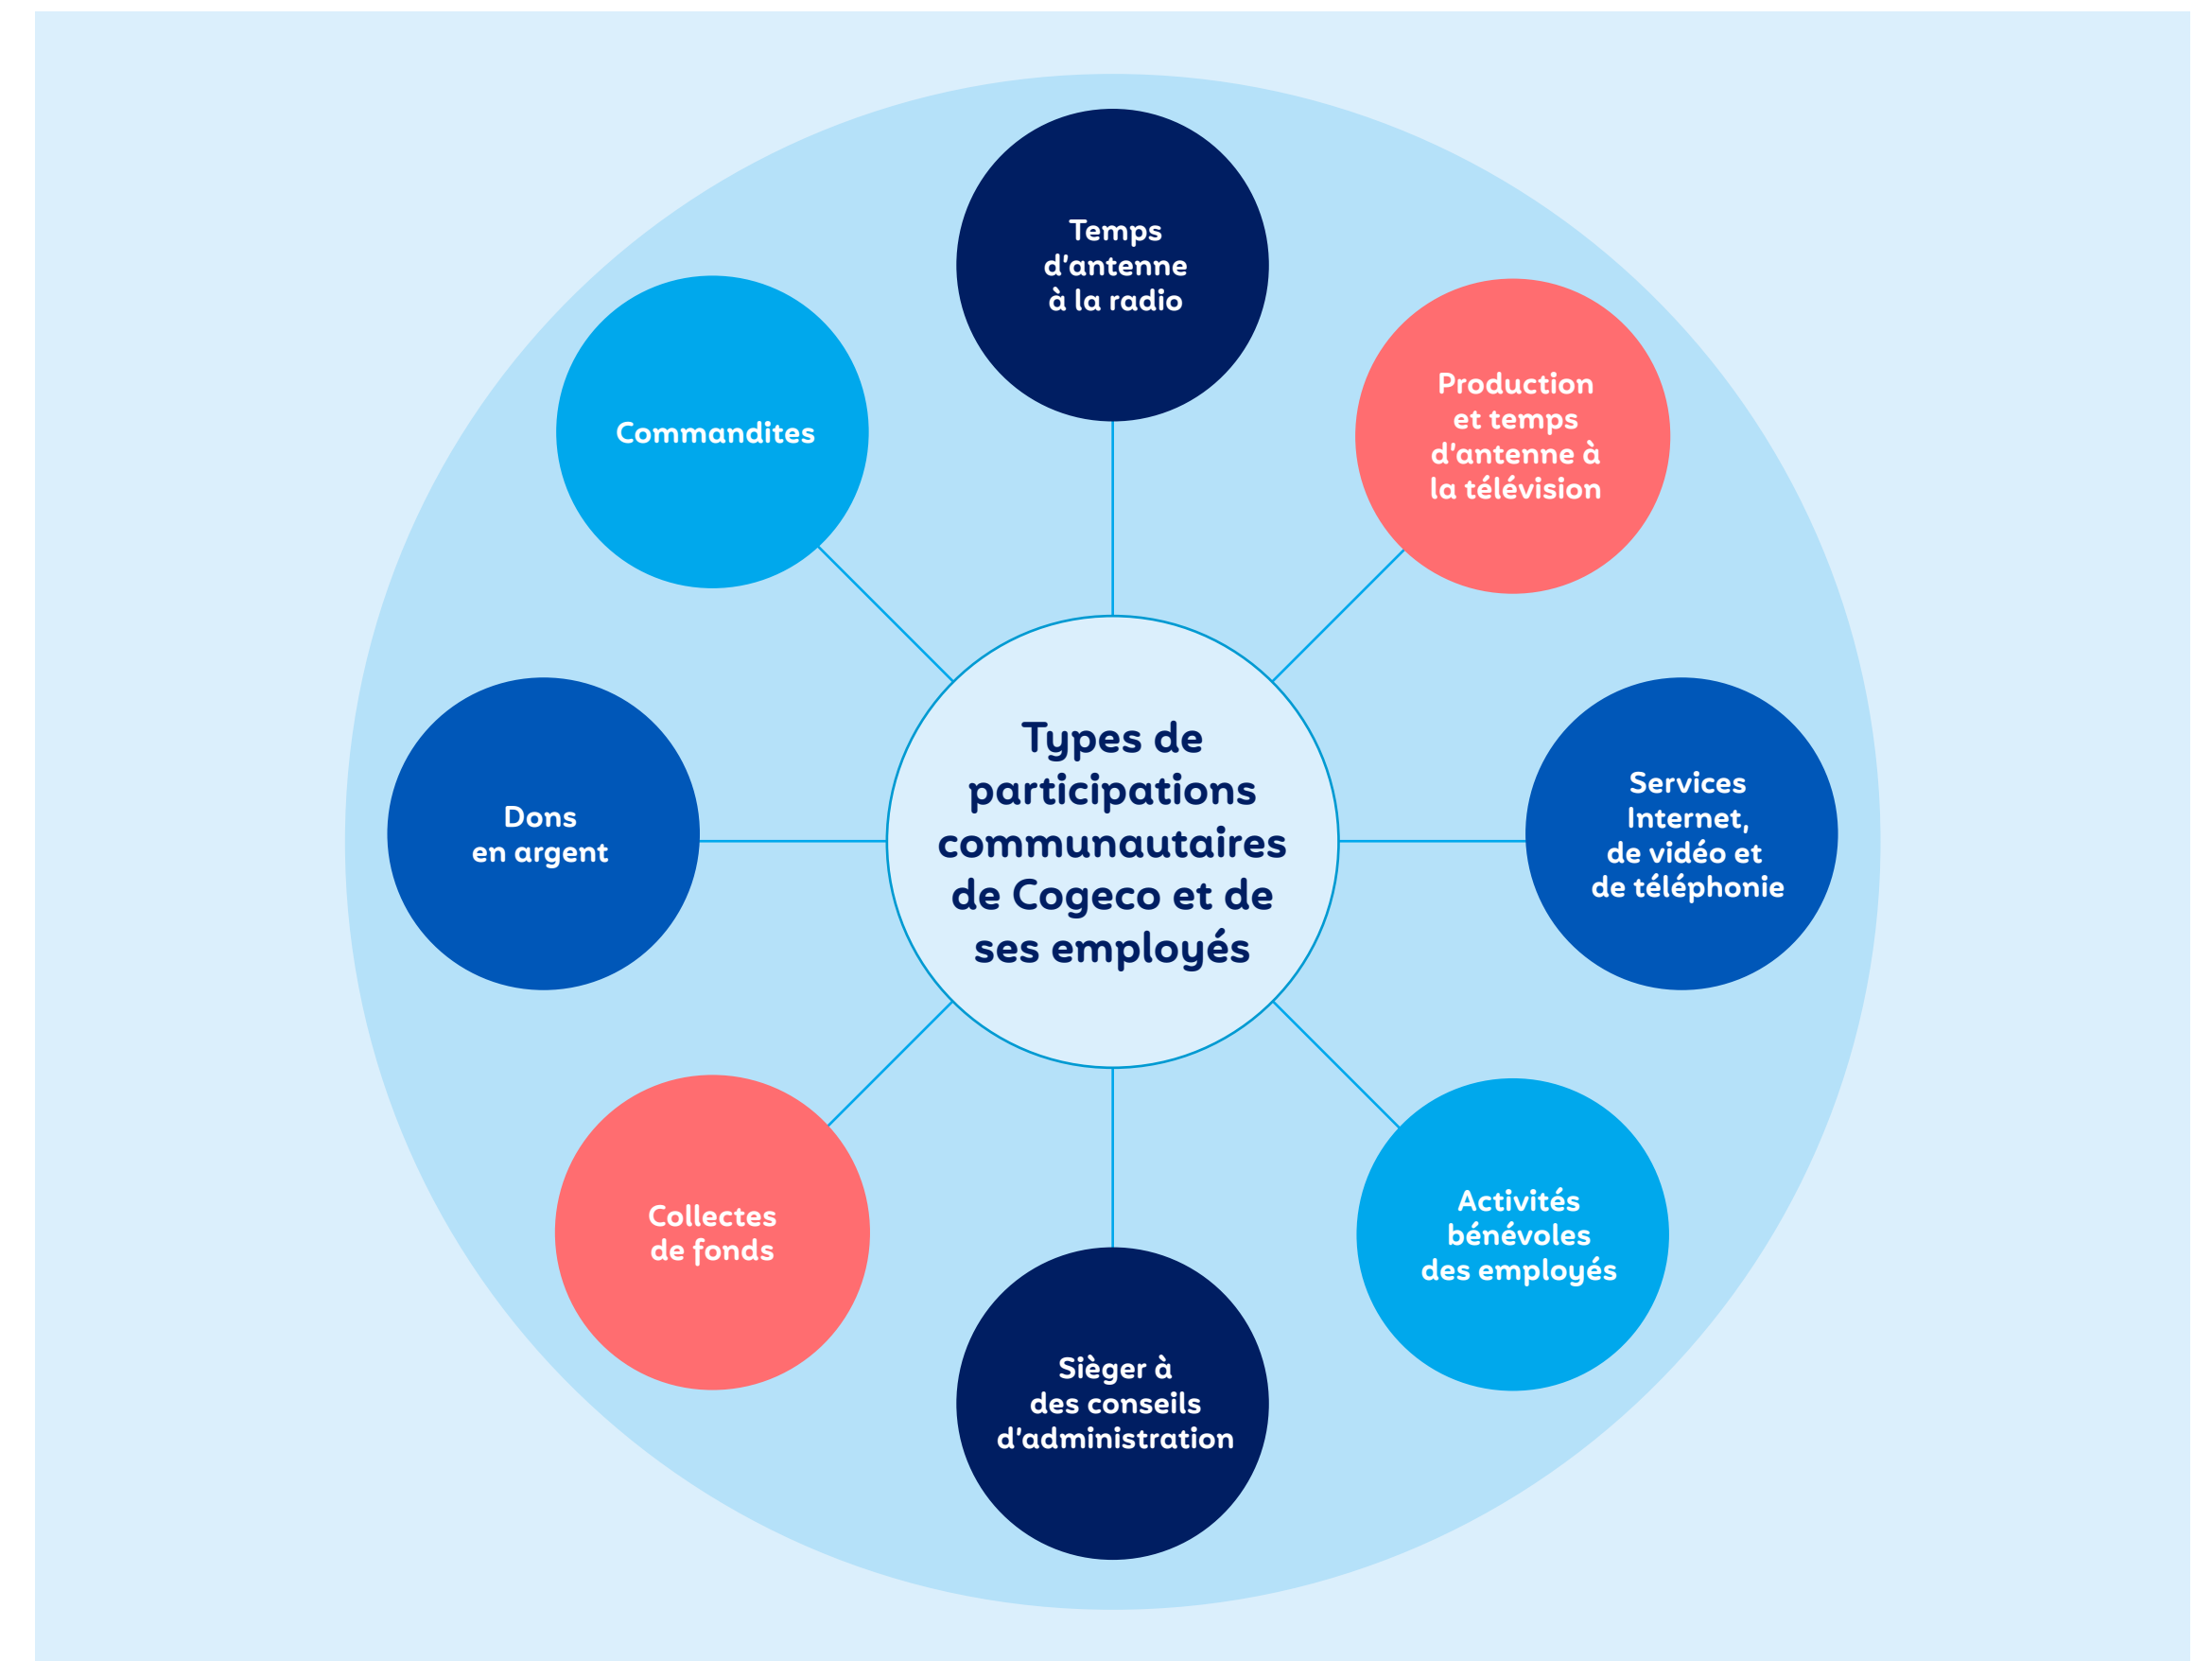 Temps
d'antenne
à la radio
Production
et temps
d'antenne à
la télévision
Commandites
Types de
participations
communautaires
de Cogeco et de
ses employés
Services
Internet,
de vidéo et
de téléphonie
Dons
en argent
Activités
bénévoles
des employés
Collectes
de fonds
Sièger à
des conseils
d'administration